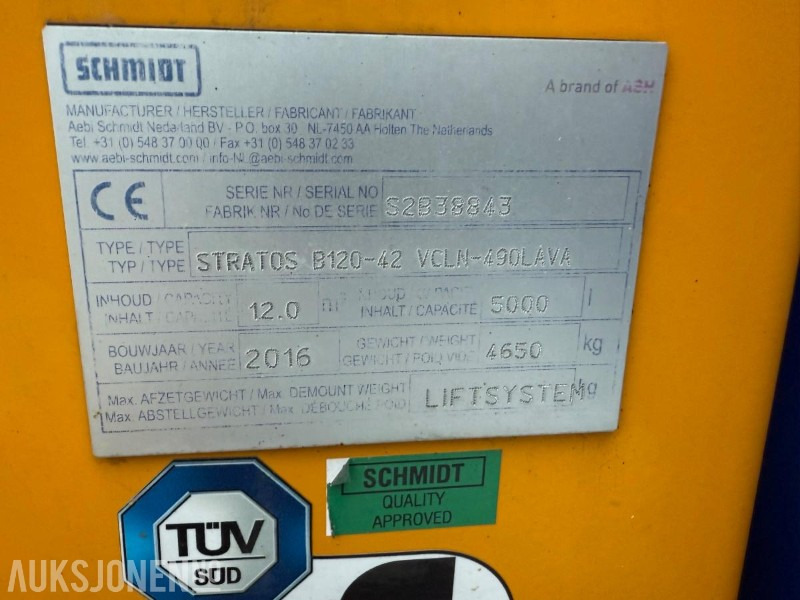 SCHMIDT
A brand of ASH
MANUFACTURER / HERSTELLER / FABRICANT / FABRIKANT
Aebi Schmidt Nederland BV - P.O. box 30 NL-7450 AA Holten The Netherlands
Tel. +31 (0) 548 37 00 00 / Fax +31 (0) 548 37 02 33
www.aebi-schmidt.com / info-NL@aebi-schmidt.com
CE
SERIE NR / SERIAL NO
FABRIK NR / No DE SERIE
S2B38843
TYPE / TYPE
TYP / TYPE
STRATOS B120-42 VCLN-490LAVA
INHOUD / CAPACITY
INHALT / CAPACITE
12.0 m³
INHOUD / CAPACITY
INHALT / CAPACITE
5000 l
BOUWJAAR / YEAR
BAUJAHR / ANNEE
2016
GEWICHT / WEIGHT
GEWICHT / POID VIDE
4650 kg
Max. AFZETGEWICHT / Max. DEMOUNT WEIGHT
Max. ABSTELLGEWICHT / Max. DÉBOUCHE POID
LIFTSYSTEM kg
SCHMIDT
QUALITY
APPROVED
TÜV
SÜD